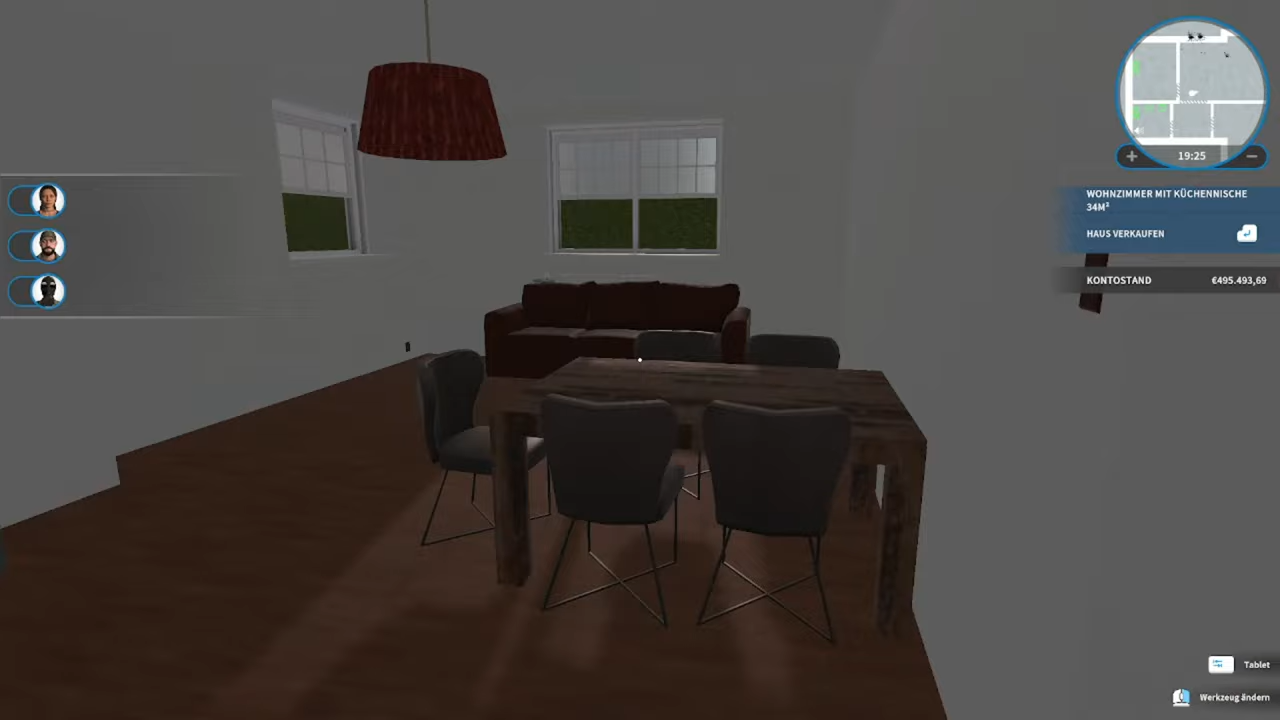 + 19:25 −
WOHNZIMMER MIT KÜCHENNISCHE
34M²
HAUS VERKAUFEN
KONTOSTAND €495.493,69
Tablet
Werkzeug ändern